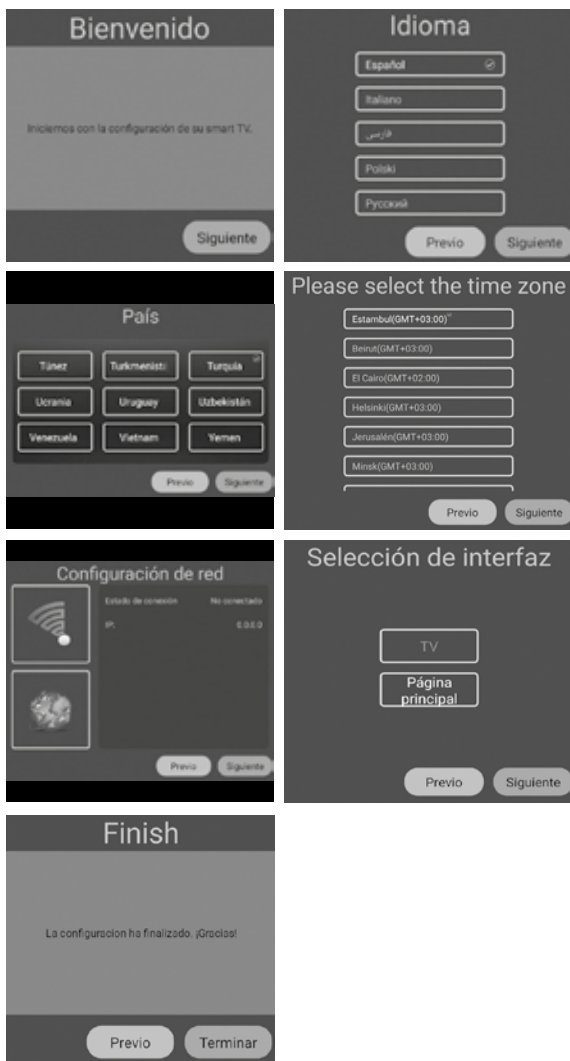 Bienvenido
Iniciemos con la configuración de su smart TV.
Siguiente
Idioma
Español
Italiano
فارسی
Polski
Русский
Previo
Siguiente
País
Túnez
Turkmenisti
Turquía
Ucrania
Uruguay
Uzbekistán
Venezuela
Vietnam
Yemen
Previo
Siguiente
Please select the time zone
Estambul(GMT+03:00)
Beirut(GMT+03:00)
El Cairo(GMT+02:00)
Helsinki(GMT+03:00)
Jerusalén(GMT+03:00)
Minsk(GMT+03:00)
Previo
Siguiente
Configuración de red
Estado de conexión
No conectado
IP:
0.0.0.0
Previo
Siguiente
Selección de interfaz
TV
Página
principal
Previo
Siguiente
Finish
La configuracion ha finalizado. ¡Gracias!
Previo
Terminar